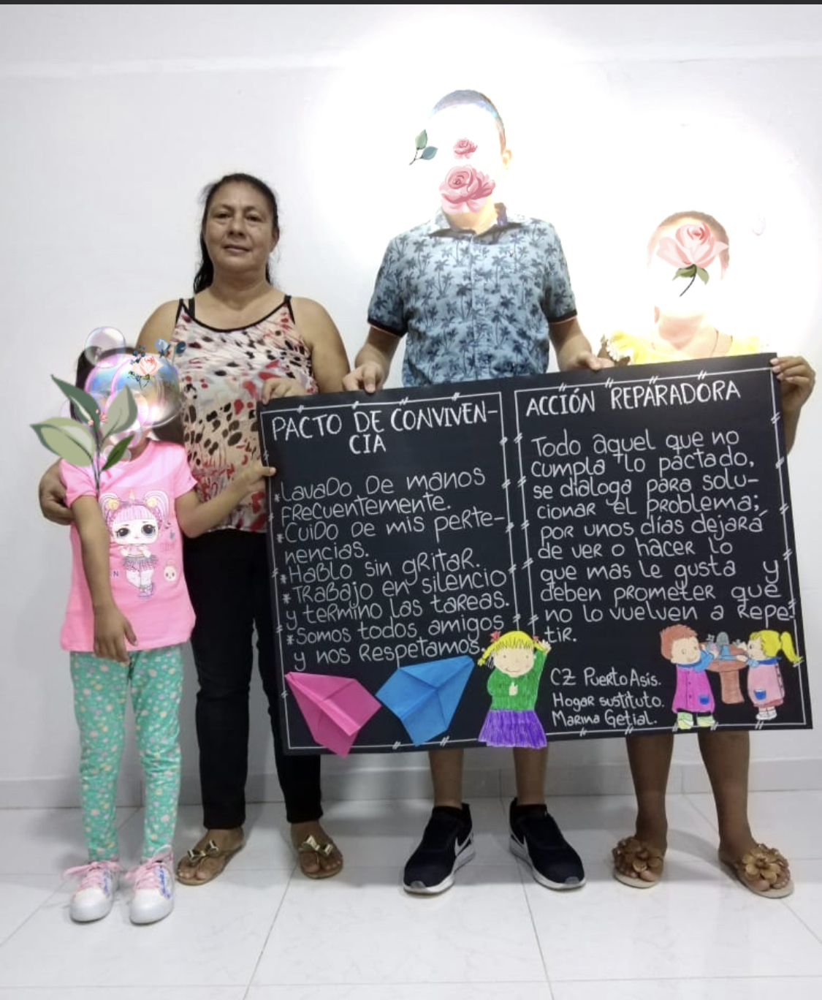 PACTO DE CONVIVEN-
CIA
*Lavado de manos
frecuentemente.
*Cuido de mis perte-
nencias.
*Hablo sin gritar.
*Trabajo en silencio
y termino las tareas.
*Somos todos amigos
y nos respetamos.
ACCIÓN REPARADORA
Todo aquel que no
cumpla lo pactado,
se dialoga para solu-
cionar el problema;
por unos días dejará
de ver o hacer lo
que mas le gusta y
deben prometer que
no lo vuelven a repe-
tir.
CZ Puerto Asis.
Hogar sustituto.
Marina Getial.